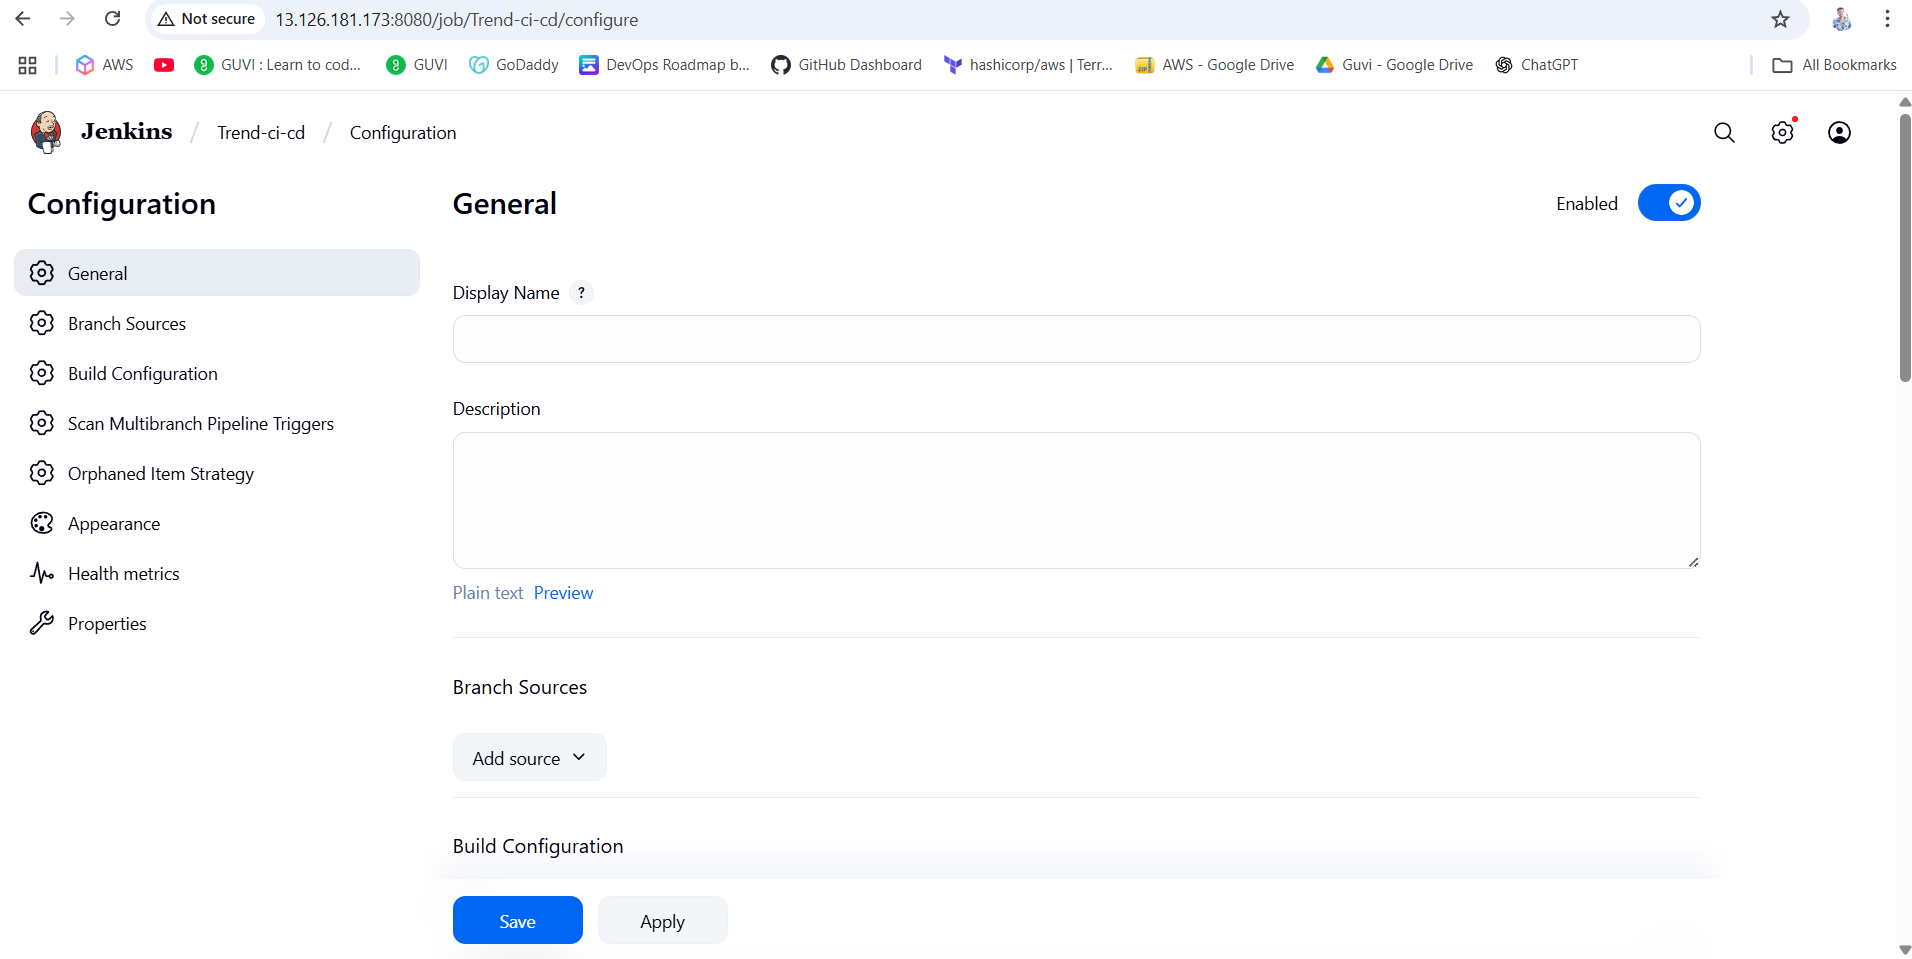 Not secure 13.126.181.173:8080/job/Trend-ci-cd/configure
AWS GUVI : Learn to cod... GUVI GoDaddy DevOps Roadmap b... GitHub Dashboard hashicorp/aws | Terr... AWS - Google Drive Guvi - Google Drive ChatGPT All Bookmarks
Jenkins / Trend-ci-cd / Configuration
Configuration
General
Branch Sources
Build Configuration
Scan Multibranch Pipeline Triggers
Orphaned Item Strategy
Appearance
Health metrics
Properties
General
Enabled
Display Name ?
Description
Plain text Preview
Branch Sources
Add source
Build Configuration
Save Apply